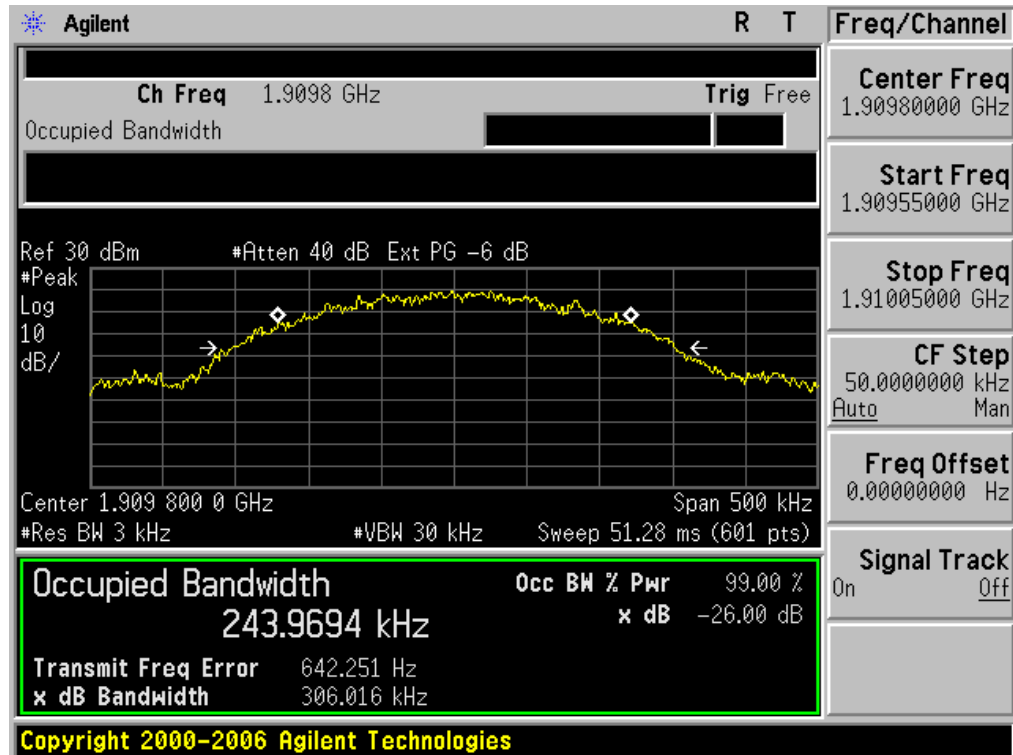 Agilent R T Freq/Channel
Ch Freq 1.9098 GHz Trig Free
Occupied Bandwidth
Center Freq
1.90980000 GHz
Start Freq
1.90955000 GHz
Stop Freq
1.91005000 GHz
CF Step
50.0000000 kHz
Auto Man
Freq Offset
0.00000000 Hz
Signal Track
On Off
Ref 30 dBm #Atten 40 dB Ext PG -6 dB
#Peak
Log
10
dB/
Center 1.909 800 0 GHz Span 500 kHz
#Res BW 3 kHz #VBW 30 kHz Sweep 51.28 ms (601 pts)
Occupied Bandwidth Occ BW % Pwr 99.00 %
243.9694 kHz x dB -26.00 dB
Transmit Freq Error 642.251 Hz
x dB Bandwidth 306.016 kHz
Copyright 2000-2006 Agilent Technologies